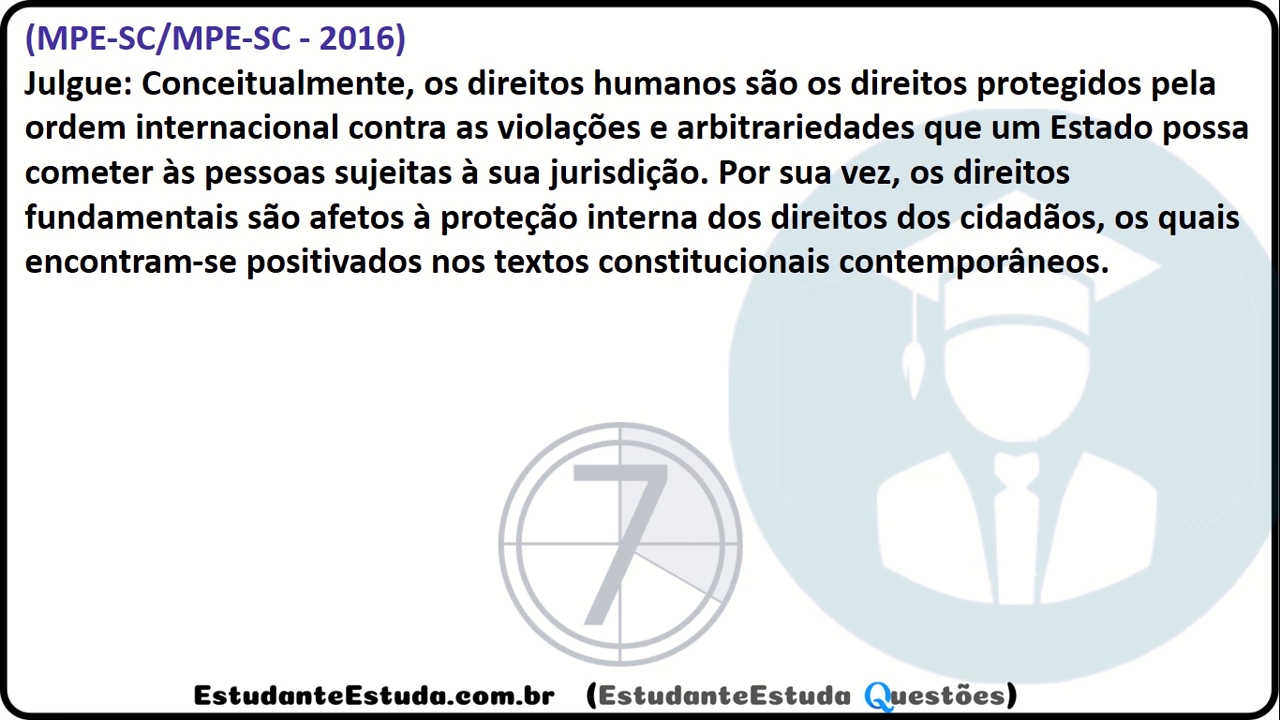 (MPE-SC/MPE-SC - 2016)
Julgue: Conceitualmente, os direitos humanos são os direitos protegidos pela
ordem internacional contra as violações e arbitrariedades que um Estado possa
cometer às pessoas sujeitas à sua jurisdição. Por sua vez, os direitos
fundamentais são afetos à proteção interna dos direitos dos cidadãos, os quais
encontram-se positivados nos textos constitucionais contemporâneos.
7
EstudanteEstuda.com.br (EstudanteEstuda Questões)